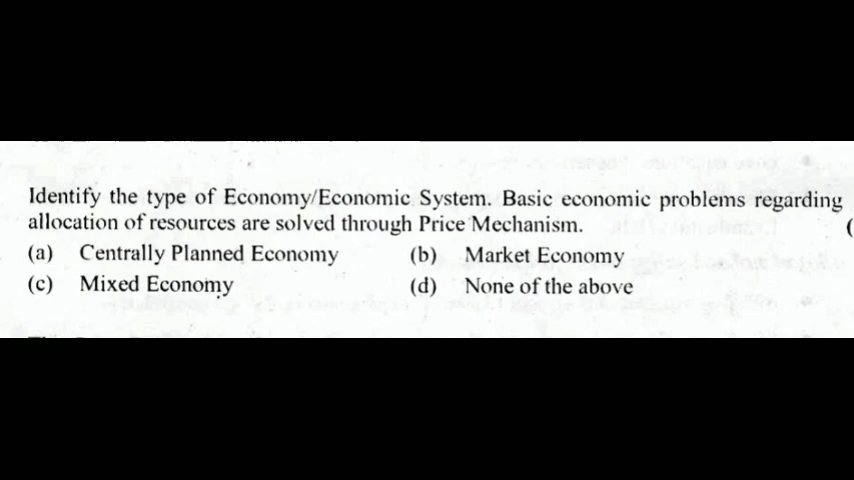 Identify the type of Economy/Economic System. Basic economic problems regarding
allocation of resources are solved through Price Mechanism. (
(a) Centrally Planned Economy (b) Market Economy
(c) Mixed Economy (d) None of the above